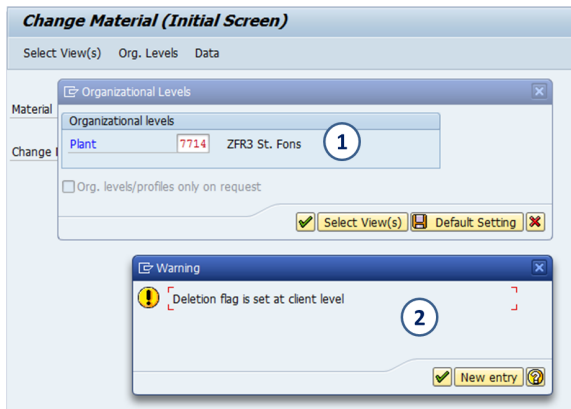 Change Material (Initial Screen)
Select View(s) Org. Levels Data
Organizational Levels
Material
Organizational levels
Plant 7714 ZFR3 St. Fons 1
Change
Org. levels/profiles only on request
Select View(s) Default Setting
Warning
Deletion flag is set at client level
2
New entry